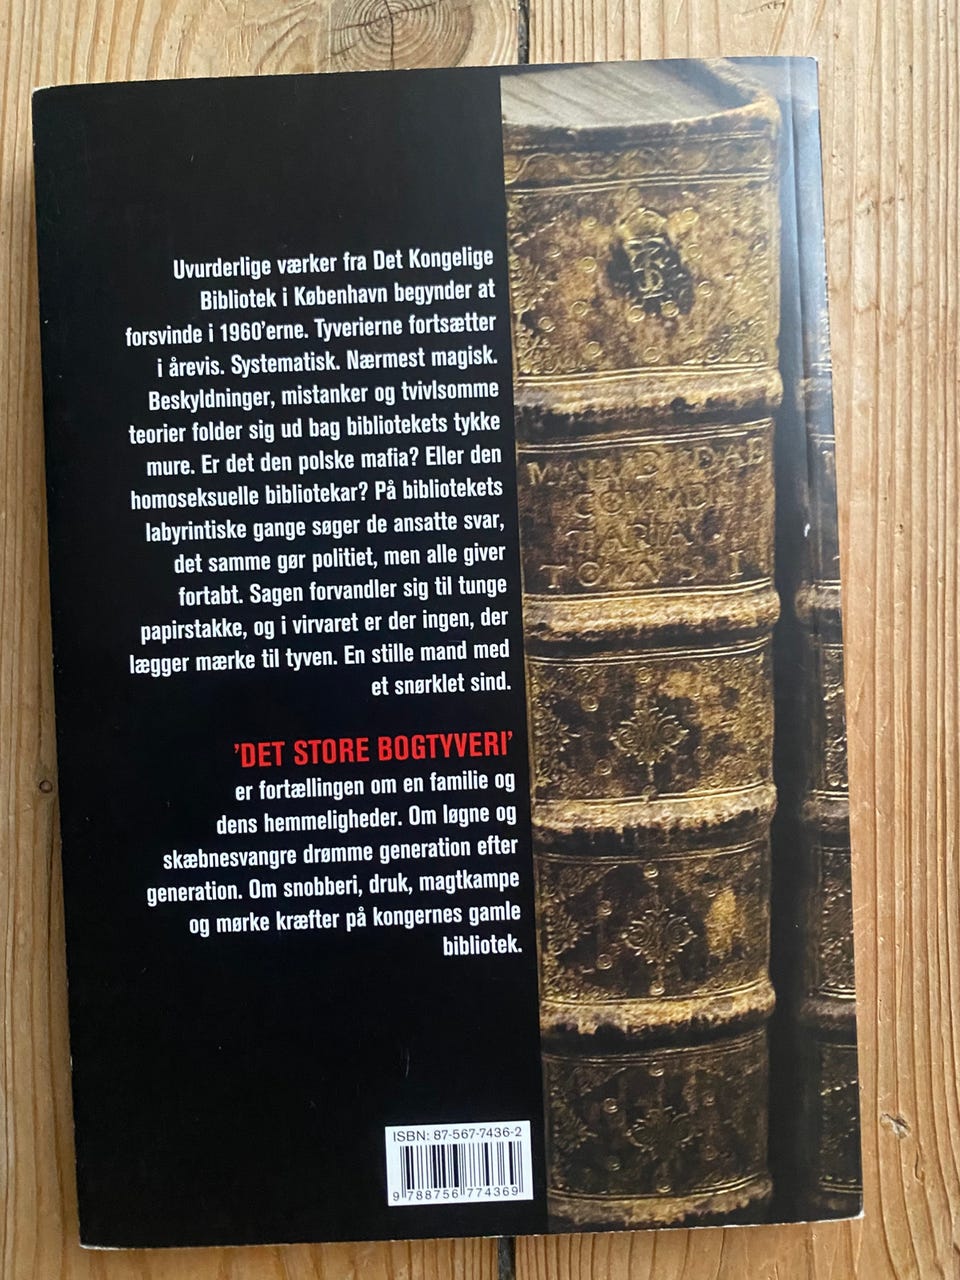 Uvurderlige værker fra Det Kongelige
Bibliotek i København begynder at
forsvinde i 1960'erne. Tyverierne fortsætter
i årevis. Systematisk. Nærmest magisk.
Beskyldninger, mistanker og tvivlsomme
teorier folder sig ud bag bibliotekets tykke
mure. Er det den polske mafia? Eller den
homoseksuelle bibliotekar? På bibliotekets
labyrintiske gange søger de ansatte svar,
det samme gør politiet, men alle giver
fortabt. Sagen forvandler sig til tunge
papirstakke, og i virvaret er der ingen, der
lægger mærke til tyven. En stille mand med
et snørklet sind.
'DET STORE BOGTYVERI'
er fortællingen om en familie og
dens hemmeligheder. Om løgne og
skæbnesvangre drømme generation efter
generation. Om snobberi, druk, magtkampe
og mørke kræfter på kongernes gamle
bibliotek.
TOMVS I
ISBN: 87-567-7436-2
9 788756 774369